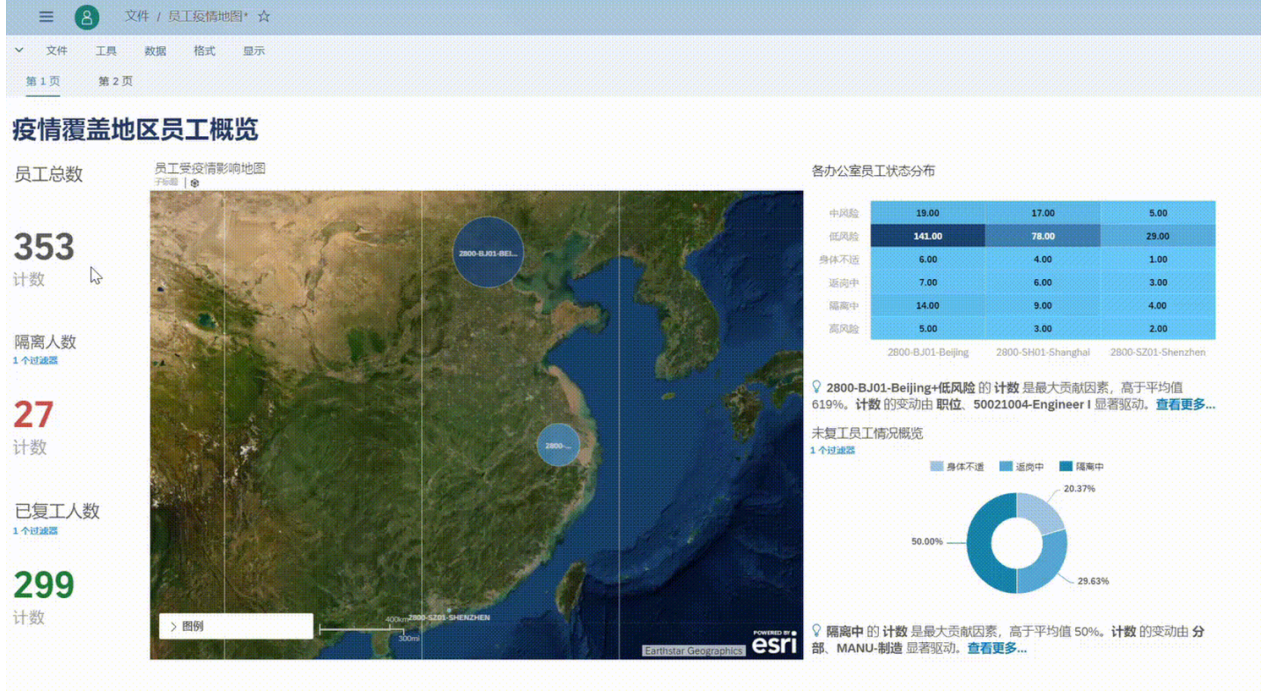 文件 / 员工疫情地图* ☆
文件 工具 数据 格式 显示
第 1 页 第 2 页
疫情覆盖地区员工概览
员工总数
353
计数
隔离人数
1 个过滤器
27
计数
已复工人数
1 个过滤器
299
计数
员工受疫情影响地图
子标题
2800-BJ01-BEI...
2800-...
2800-SZ01-SHENZHEN
400km
300mi
> 图例
Earthstar Geographics
POWERED BY
esri
各办公室员工状态分布
中风险 19.00 17.00 5.00
低风险 141.00 78.00 29.00
身体不适 6.00 4.00 1.00
返岗中 7.00 6.00 3.00
隔离中 14.00 9.00 4.00
高风险 5.00 3.00 2.00
2800-BJ01-Beijing 2800-SH01-Shanghai 2800-SZ01-Shenzhen
2800-BJ01-Beijing+低风险 的 计数 是最大贡献因素，高于平均值
619%。计数 的变动由 职位、50021004-Engineer I 显著驱动。查看更多...
未复工员工情况概览
1 个过滤器
身体不适 返岗中 隔离中
20.37%
50.00%
29.63%
隔离中 的 计数 是最大贡献因素，高于平均值 50%。计数 的变动由 分
部、MANU-制造 显著驱动。查看更多...